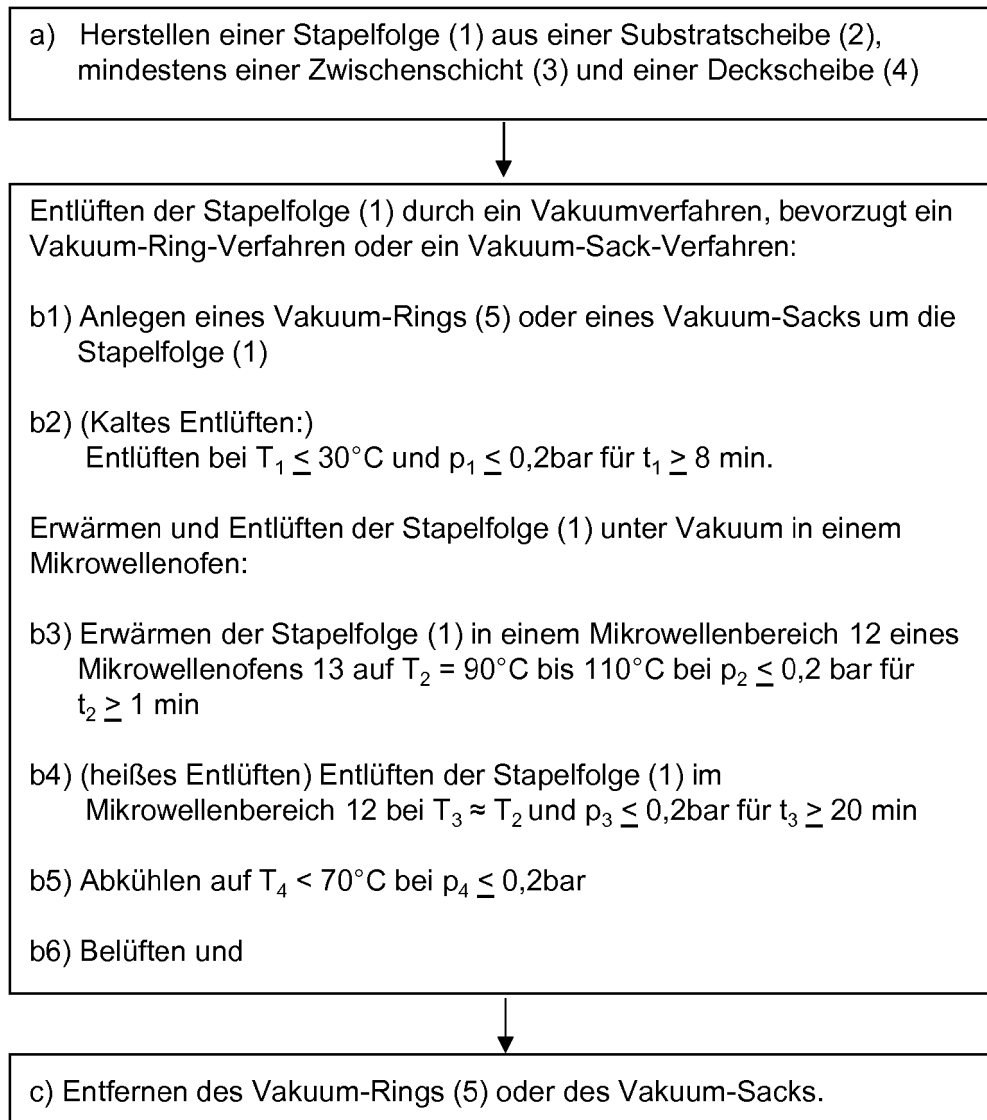 a) Herstellen einer Stapelfolge (1) aus einer Substratscheibe (2),
mindestens einer Zwischenschicht (3) und einer Deckscheibe (4)
Entlüften der Stapelfolge (1) durch ein Vakuumverfahren, bevorzugt ein
Vakuum-Ring-Verfahren oder ein Vakuum-Sack-Verfahren:
b1) Anlegen eines Vakuum-Rings (5) oder eines Vakuum-Sacks um die
Stapelfolge (1)
b2) (Kaltes Entlüften:)
Entlüften bei T₁ ≤ 30°C und p₁ ≤ 0,2bar für t₁ ≥ 8 min.
Erwärmen und Entlüften der Stapelfolge (1) unter Vakuum in einem
Mikrowellenofen:
b3) Erwärmen der Stapelfolge (1) in einem Mikrowellenbereich 12 eines
Mikrowellenofens 13 auf T₂ = 90°C bis 110°C bei p₂ ≤ 0,2 bar für
t₂ ≥ 1 min
b4) (heißes Entlüften) Entlüften der Stapelfolge (1) im
Mikrowellenbereich 12 bei T₃ ≈ T₂ und p₃ ≤ 0,2bar für t₃ ≥ 20 min
b5) Abkühlen auf T₄ < 70°C bei p₄ ≤ 0,2bar
b6) Belüften und
c) Entfernen des Vakuum-Rings (5) oder des Vakuum-Sacks.